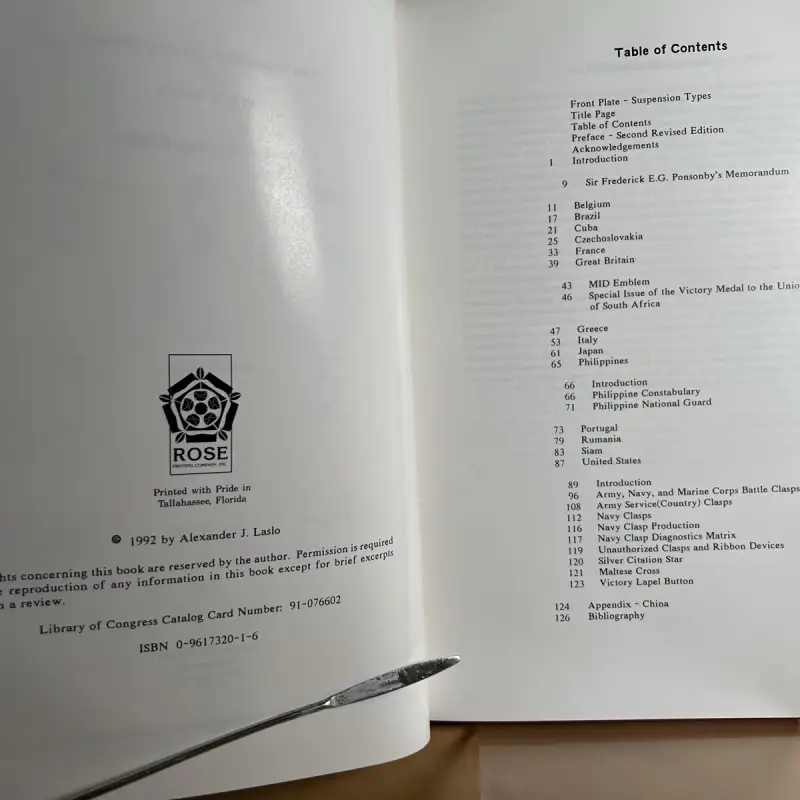 ROSE
PRINTING COMPANY, INC.
Printed with Pride in
Tallahassee, Florida
© 1992 by Alexander J. Laslo
concerning this book are reserved by the author. Permission is required
reproduction of any information in this book except for brief excerpts
a review.
Library of Congress Catalog Card Number: 91-076602
ISBN 0-9617320-1-6
Table of Contents
Front Plate - Suspension Types
Title Page
Table of Contents
Preface - Second Revised Edition
Acknowledgements
1 Introduction
9 Sir Frederick E.G. Ponsonby's Memorandum
11 Belgium
17 Brazil
21 Cuba
25 Czechoslovakia
33 France
39 Great Britain
43 MID Emblem
46 Special Issue of the Victory Medal to the
of South Africa
47 Greece
53 Italy
61 Japan
65 Philippines
66 Introduction
66 Philippine Constabulary
71 Philippine National Guard
73 Portugal
79 Rumania
83 Siam
87 United States
89 Introduction
96 Army, Navy, and Marine Corps Battle Clasps
108 Army Service(Country) Clasps
112 Navy Clasps
116 Navy Clasp Production
117 Navy Clasp Diagnostics Matrix
119 Unauthorized Clasps and Ribbon Devices
120 Silver Citation Star
121 Maltese Cross
123 Victory Lapel Button
124 Appendix - China
126 Bibliography